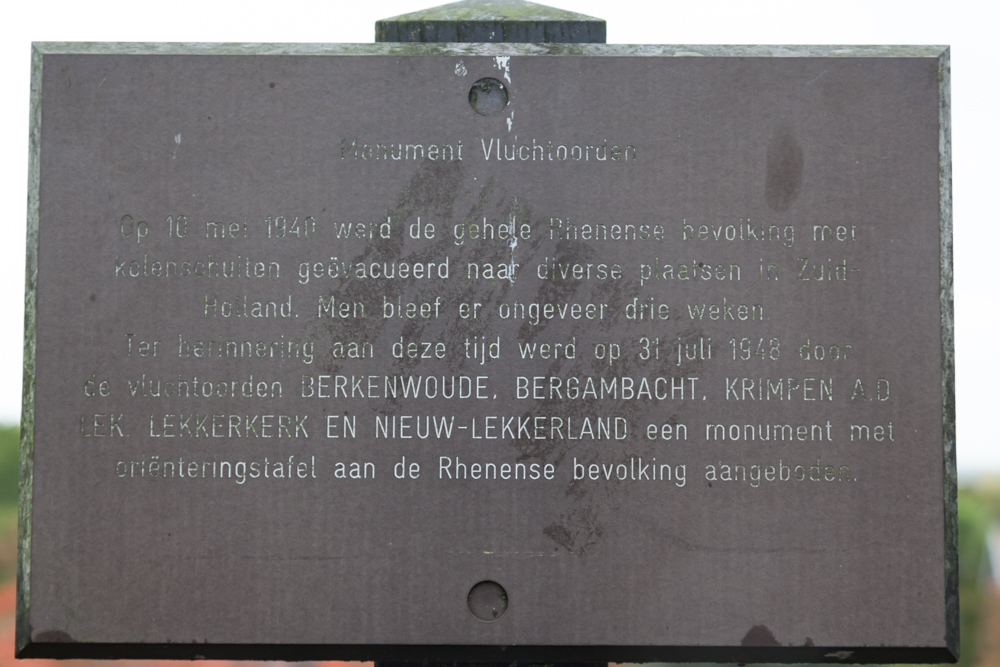 Monument Vluchtoorden
Op 10 mei 1940 werd de gehele Rhenense bevolking met
kolenschuiten geëvacueerd naar diverse plaatsen in Zuid-
Holland. Men bleef er ongeveer drie weken.
Ter herinnering aan deze tijd werd op 31 juli 1948 door
de vluchtoorden BERKENWOUDE, BERGAMBACHT, KRIMPEN A.D.
LEK, LEKKERKERK EN NIEUW-LEKKERLAND een monument met
oriënteringstafel aan de Rhenense bevolking aangeboden.